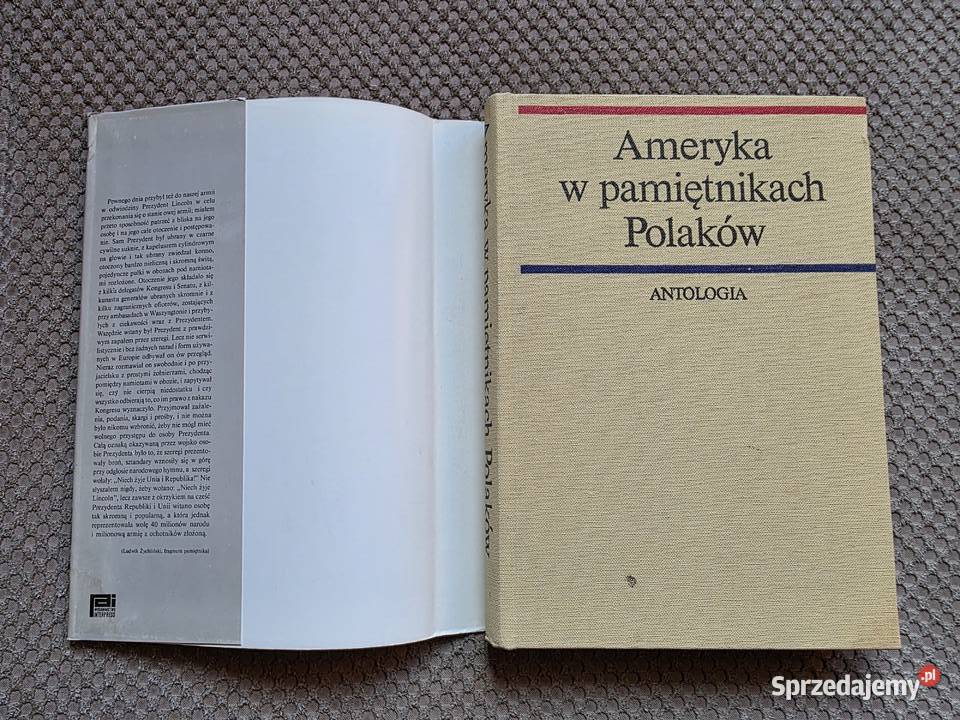 Pewnego dnia przybył też do naszej armii
w odwiedziny Prezydent Lincoln w celu
przekonania się o stanie owej armii; miałem
przeto sposobność patrzeć z bliska na jego
osobę i na jego całe otoczenie i postępowa-
nie. Sam Prezydent był ubrany w czarne
cywilne suknie, z kapeluszem cylindrowym
na głowie i tak ubrany zwiedzał konno,
otoczony bardzo nieliczną i skromną świtą,
pojedyncze pułki w obozach pod namiota-
mi rozłożone. Otoczenie jego składało się
z kilku delegatów Kongresu i Senatu, z kil-
kunastu generałów ubranych skromnie i z
kilku zagranicznych oficerów, zostających
przy ambasadach w Waszyngtonie i przyby-
łych z ciekawości wraz z Prezydentem.
Wszędzie witany był Prezydent z prawdzi-
wym zapałem przez szeregi. Lecz nie serwi-
listycznie i bez żadnych narad i form używa-
nych w Europie odbywał on ów przegląd.
Nieraz rozmawiał on swobodnie i po przy-
jacielsku z prostymi żołnierzami, chodząc
pomiędzy namiotami w obozie, i zapytywał
się, czy nie cierpią niedostatku i czy
wszystko odbierają to, co im prawo z nakazu
Kongresu wyznaczyło. Przyjmował zażale-
nia, podania, skargi i prośby, i nie można
było nikomu wzbronić, żeby nie mógł mieć
wolnego przystępu do osoby Prezydenta.
Całą oznaką okazywaną przez wojsko oso-
bie Prezydenta było to, że szeregi prezento-
wały broń, sztandary wznosiły się w górę
przy odgłosie narodowego hymnu, a szeregi
wołały: „Niech żyje Unia i Republika!" Nie
słyszałem nigdy, żeby wołano: „Niech żyje
Lincoln", lecz zawsze z okrzykiem na cześć
Prezydenta Republiki i Unii witano osobę
tak skromną i popularną, a która jednak
reprezentowała wolę 40 milionów narodu
i milionową armię z ochotników złożoną.
(Ludwik Żychliński, fragment pamiętnika)
pai
WYDAWNICTWO
INTERPRESS
Ameryka w pamiętnikach Polaków
Ameryka
w pamiętnikach
Polaków
ANTOLOGIA
Sprzedajemy.pl